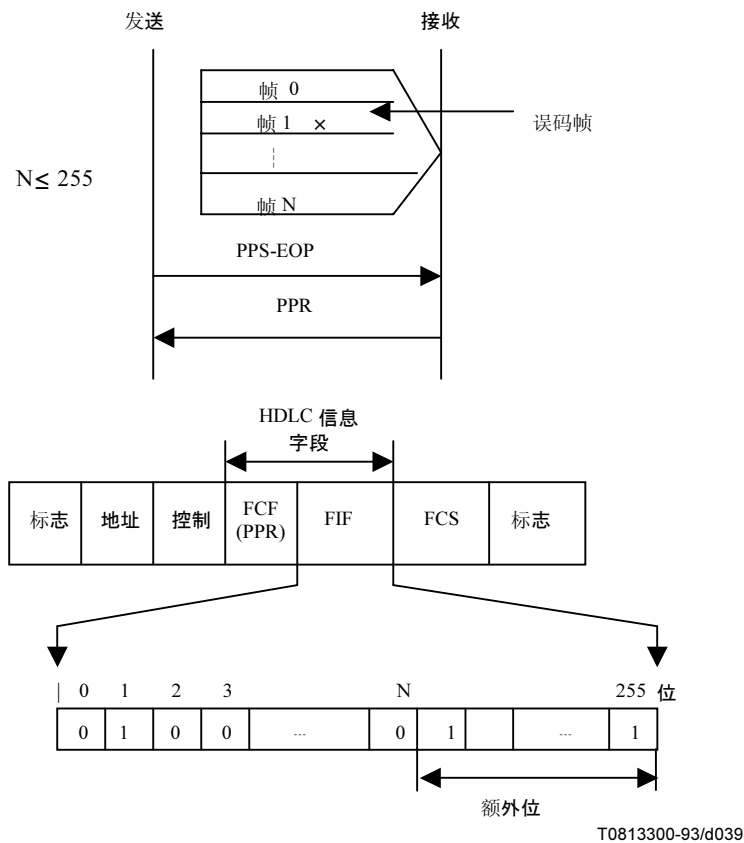 发送 接收
帧 0
帧 1 ×
误码帧
N≤ 255
帧 N
PPS-EOP
PPR
HDLC 信息
字段
标志 地址 控制 FCF (PPR) FIF FCS 标志
| 0 1 2 3 N 255 位
0 1 0 0 ... 0 1 ... 1
额外位
T0813300-93/d039